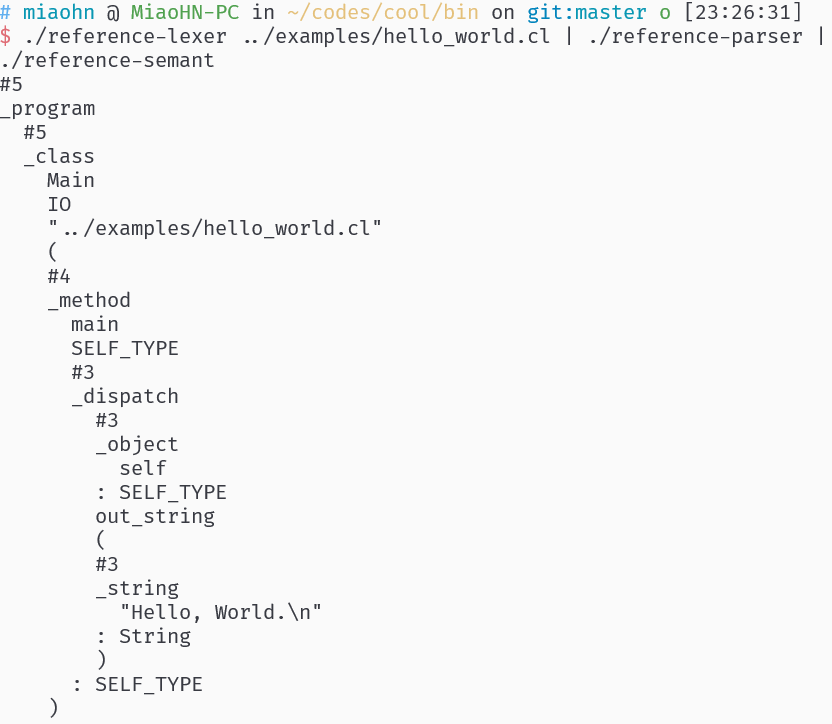 # miaohn @ MiaoHN-PC in ~/codes/cool/bin on git:master o [23:26:31]
$ ./reference-lexer ../examples/hello_world.cl | ./reference-parser |
./reference-semant
#5
_program
  #5
  _class
    Main
    IO
    "../examples/hello_world.cl"
    (
    #4
    _method
      main
      SELF_TYPE
      #3
      _dispatch
        #3
        _object
          self
        : SELF_TYPE
        out_string
        (
        #3
        _string
          "Hello, World.\n"
        : String
        )
      : SELF_TYPE
    )